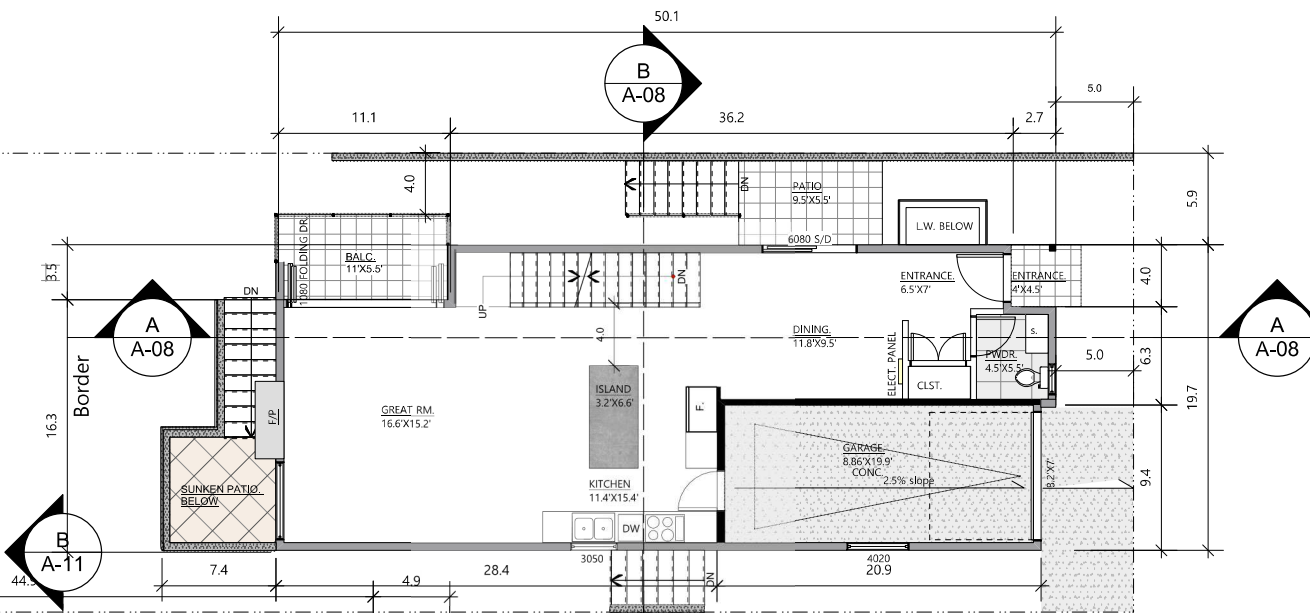 50.1
B
A-08
5.0
11.1
36.2
2.7
4.0
DN
PATIO
9.5'X5.5'
5.9
L.W. BELOW
6080 S/D
1080 FOLDING DR.
BALC.
11'X5.5'
3.5
ENTRANCE.
6.5'X7'
ENTRANCE.
4'X4.5'
4.0
DN
UP
DN
A
A-08
4.0
DINING.
11.8'X9.5'
S.
PWDR.
4.5'X5.5'
5.0
6.3
A
A-08
ELECT. PANEL
CLST.
Border
16.3
F/P
GREAT RM.
16.6'X15.2'
ISLAND
3.2'X6.6'
F.
19.7
GARAGE.
8.86'X19.9'
CONC.
2.5% slope
8.2'X7'
9.4
SUNKEN PATIO.
BELOW
KITCHEN
11.4'X15.4'
DW
B
A-11
3050
4020
7.4
4.9
28.4
DN
20.9